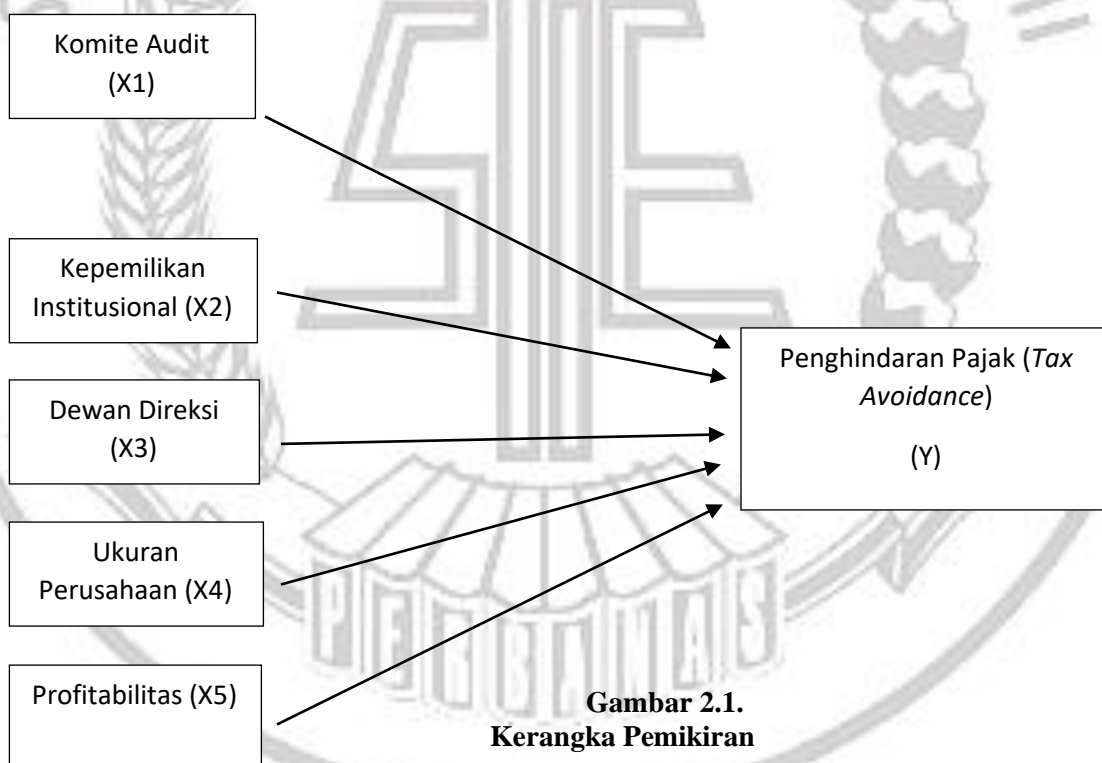 Komite Audit
(X1)
Kepemilikan
Institusional (X2)
Dewan Direksi
(X3)
Ukuran
Perusahaan (X4)
Profitabilitas (X5)
Penghindaran Pajak (Tax
Avoidance)
(Y)
PERBANAS
Gambar 2.1.
Kerangka Pemikiran